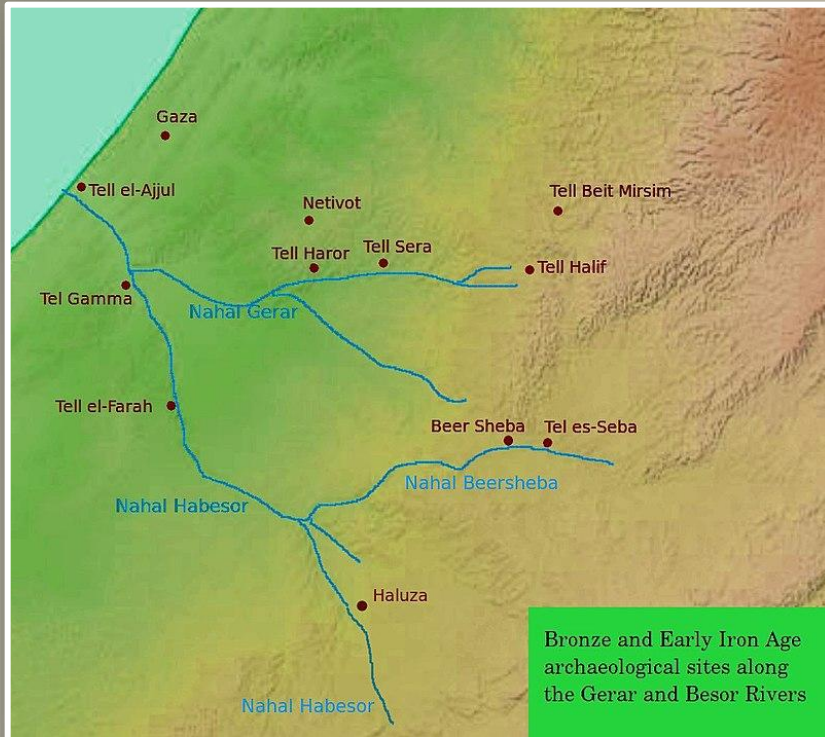 Gaza
Tell el-Ajjul
Tell Beit Mirsim
Netivot
Tell Haror
Tell Sera
Tell Halif
Tel Gamma
Nahal Gerar
Tell el-Farah
Beer Sheba
Tel es-Seba
Nahal Beersheba
Nahal Habesor
Haluza
Bronze and Early Iron Age
archaeological sites along
the Gerar and Besor Rivers
Nahal Habesor